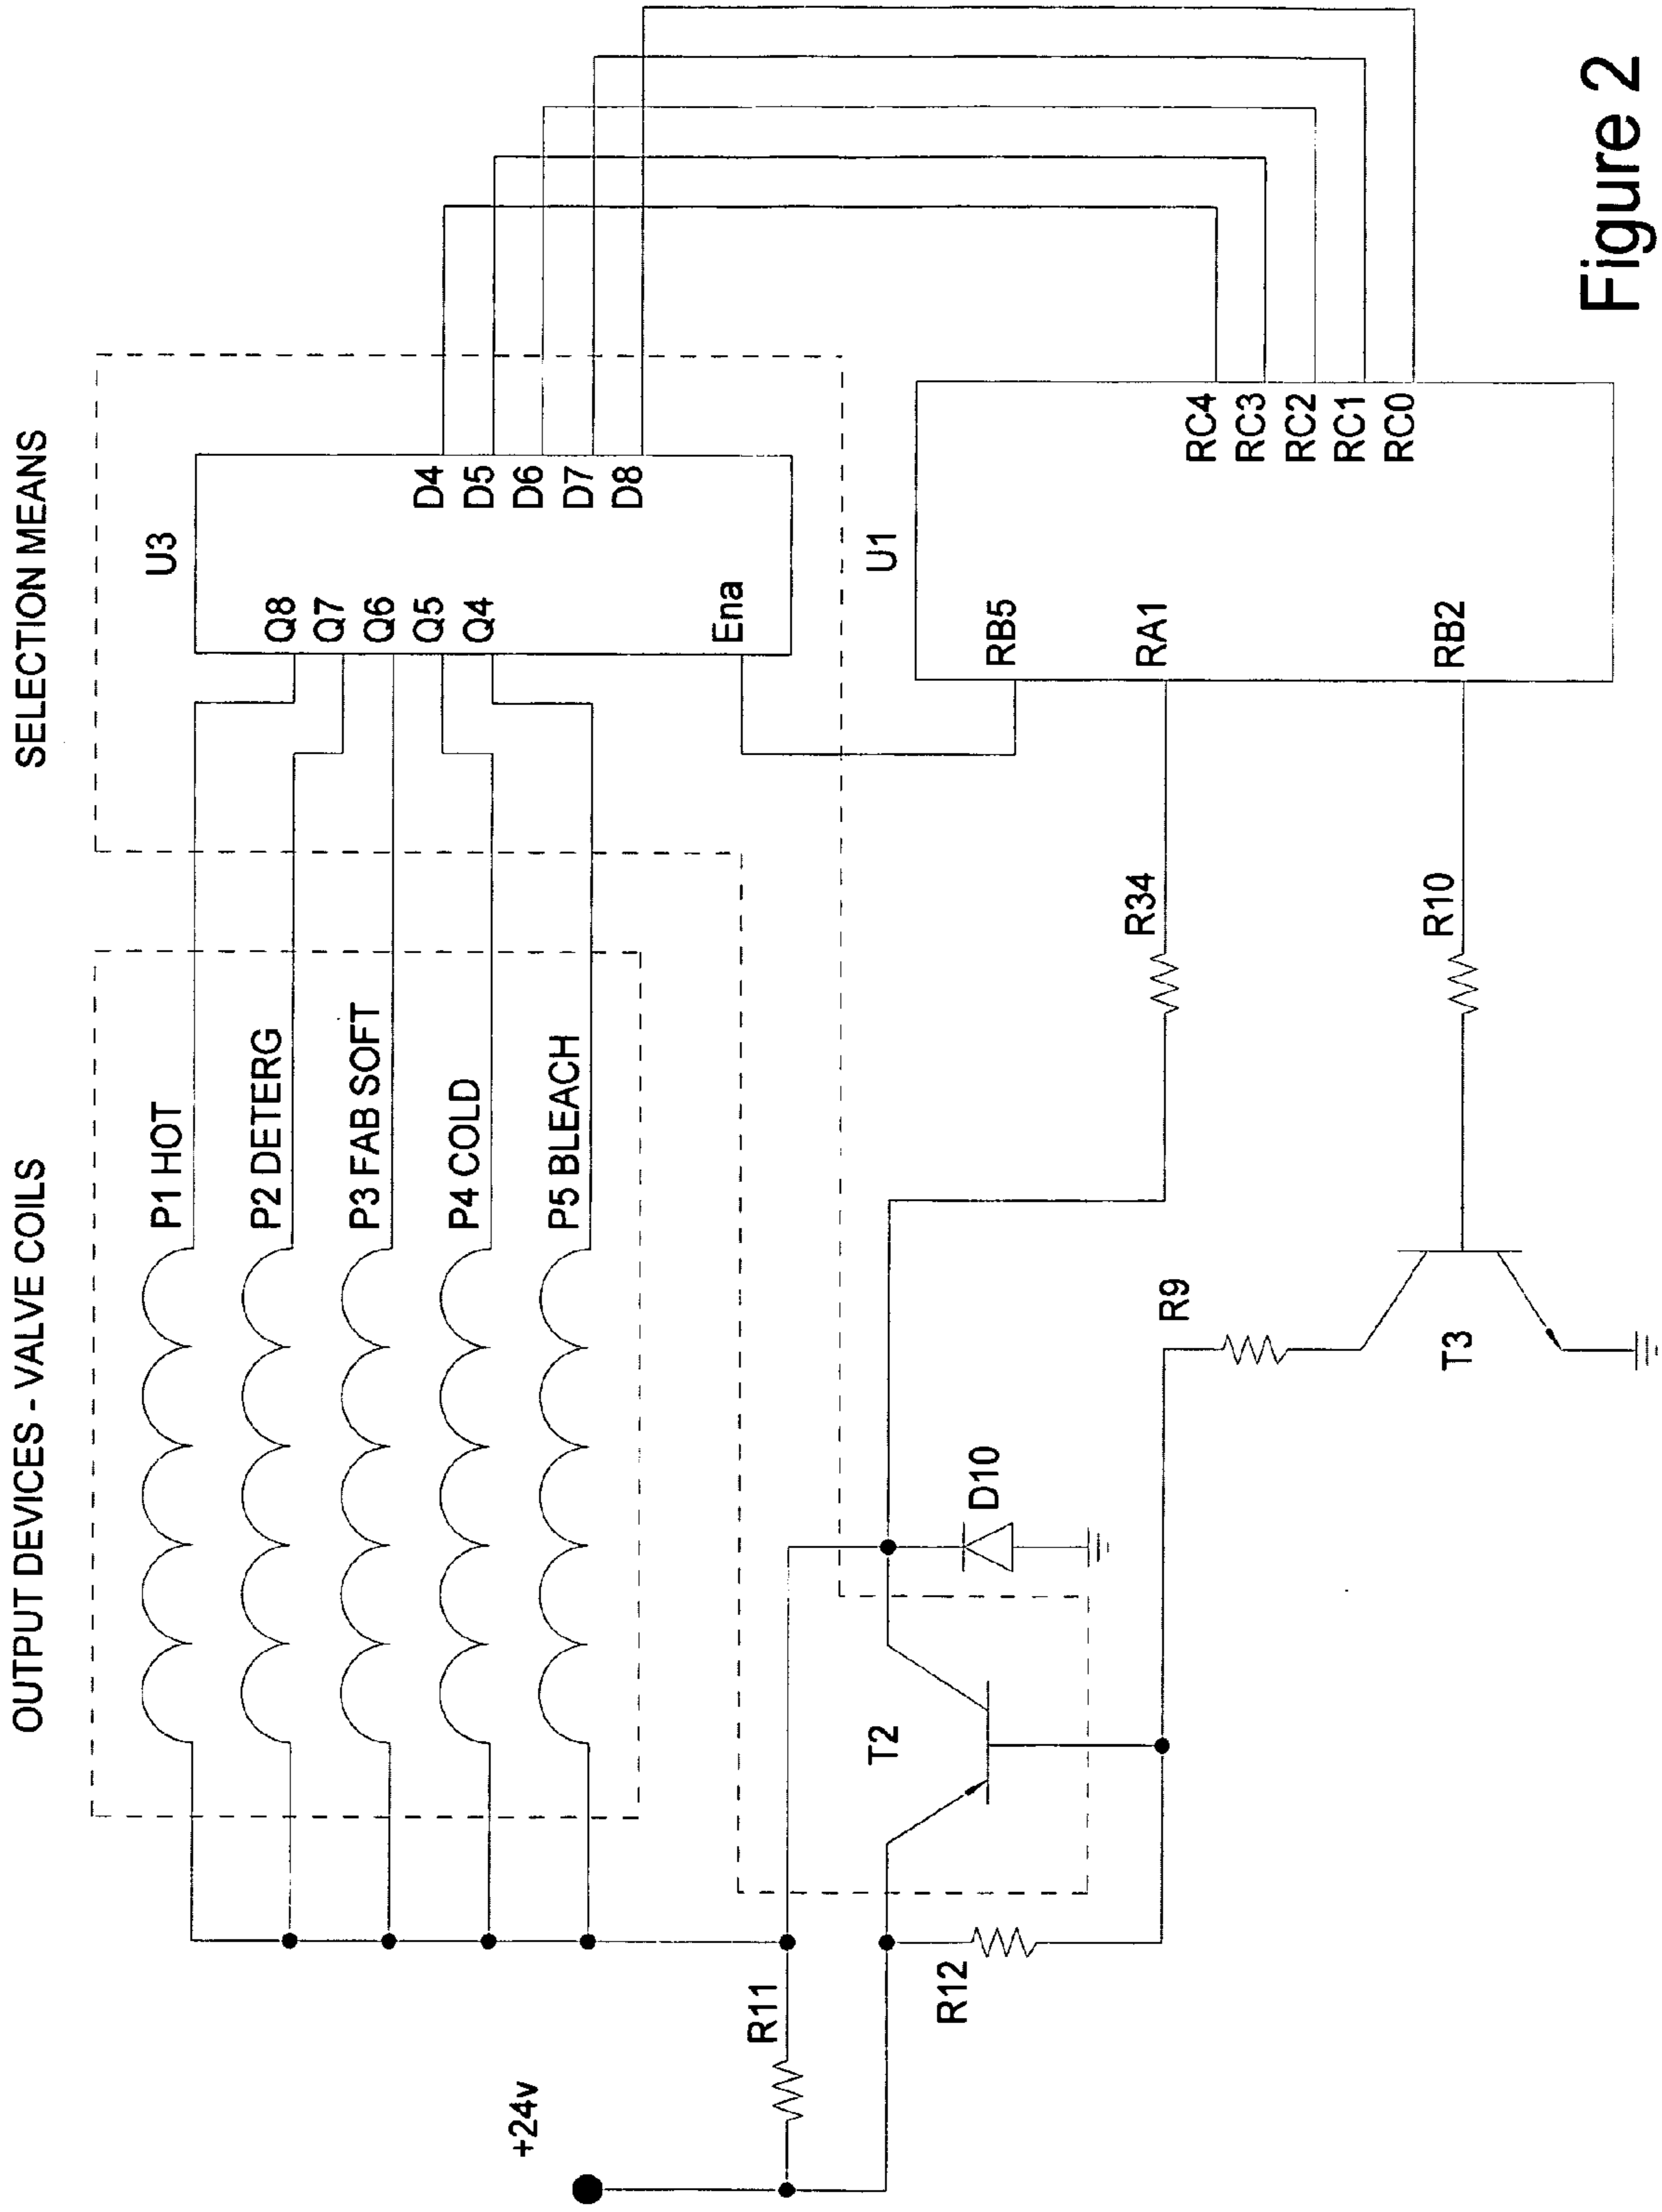 OUTPUT DEVICES - VALVE COILS
SELECTION MEANS
P1 HOT
P2 DETERG
P3 FAB SOFT
P4 COLD
P5 BLEACH
U3
Q8
Q7
Q6
Q5
Q4
Ena
D4
D5
D6
D7
D8
+24v
R11
T2
R12
D10
R9
T3
R34
R10
U1
RB5
RA1
RB2
RC4
RC3
RC2
RC1
RC0
Figure 2